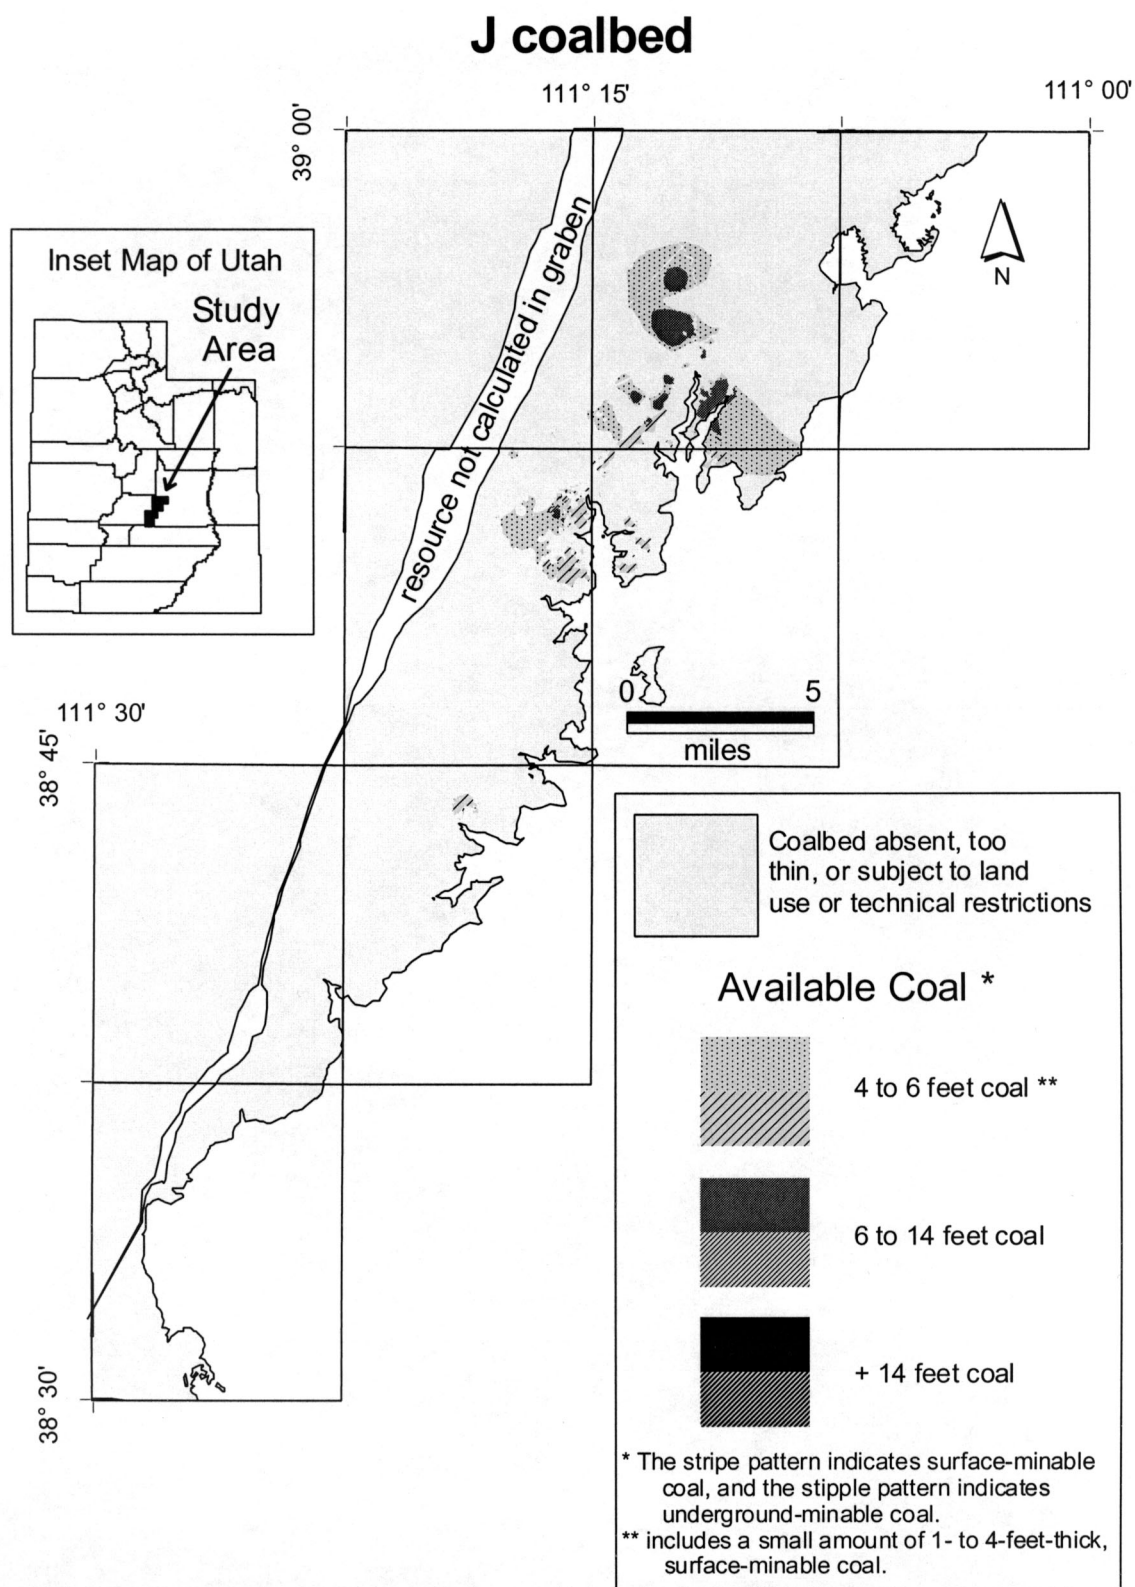 J coalbed
111° 15'
111° 00'
39° 00'
Inset Map of Utah
Study
Area
resource not calculated in graben
N
0 5
miles
111° 30'
38° 45'
Coalbed absent, too
thin, or subject to land
use or technical restrictions
Available Coal *
4 to 6 feet coal **
6 to 14 feet coal
+ 14 feet coal
38° 30'
* The stripe pattern indicates surface-minable
coal, and the stipple pattern indicates
underground-minable coal.
** includes a small amount of 1- to 4-feet-thick,
surface-minable coal.